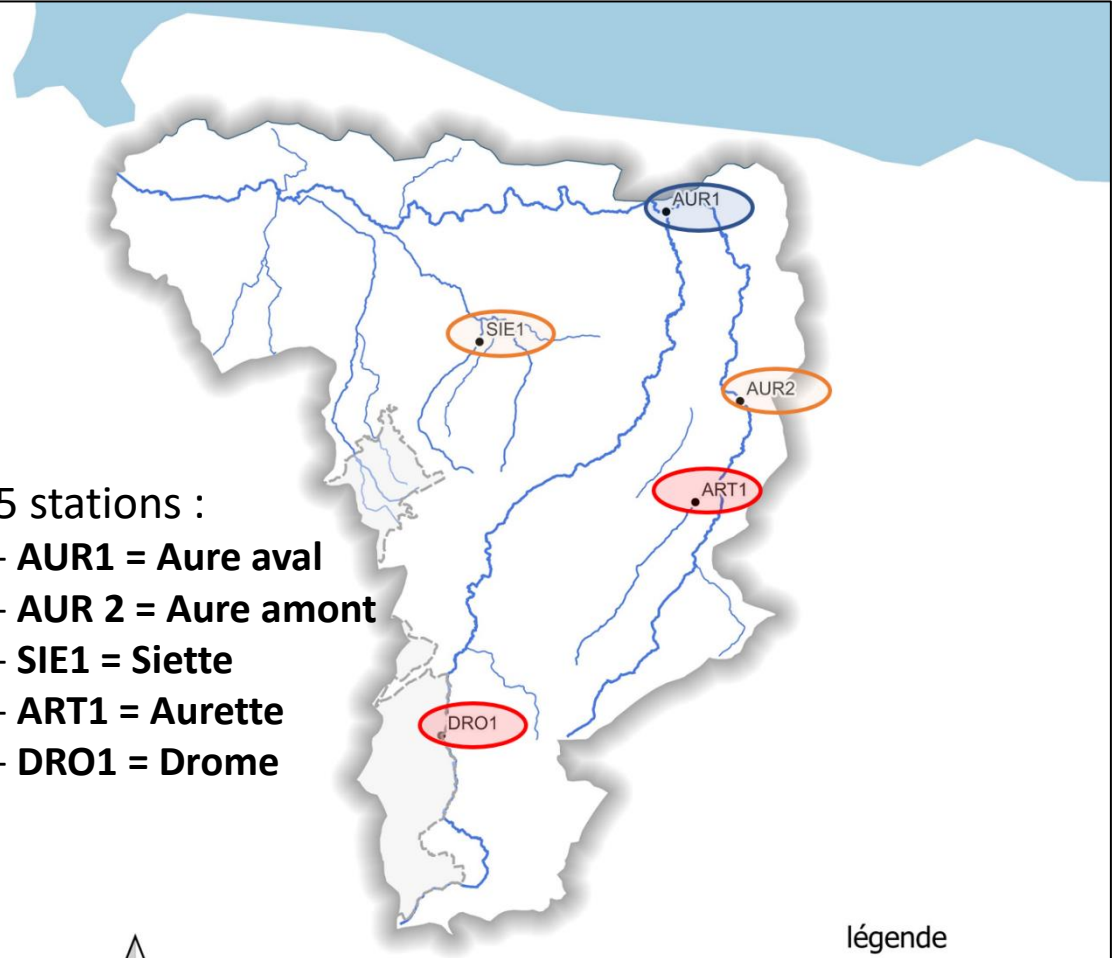 AUR1
SIE1
AUR2
ART1
5 stations :
- AUR1 = Aure aval
- AUR 2 = Aure amont
- SIE1 = Siette
- ART1 = Aurette
- DRO1 = Drome
DRO1
légende